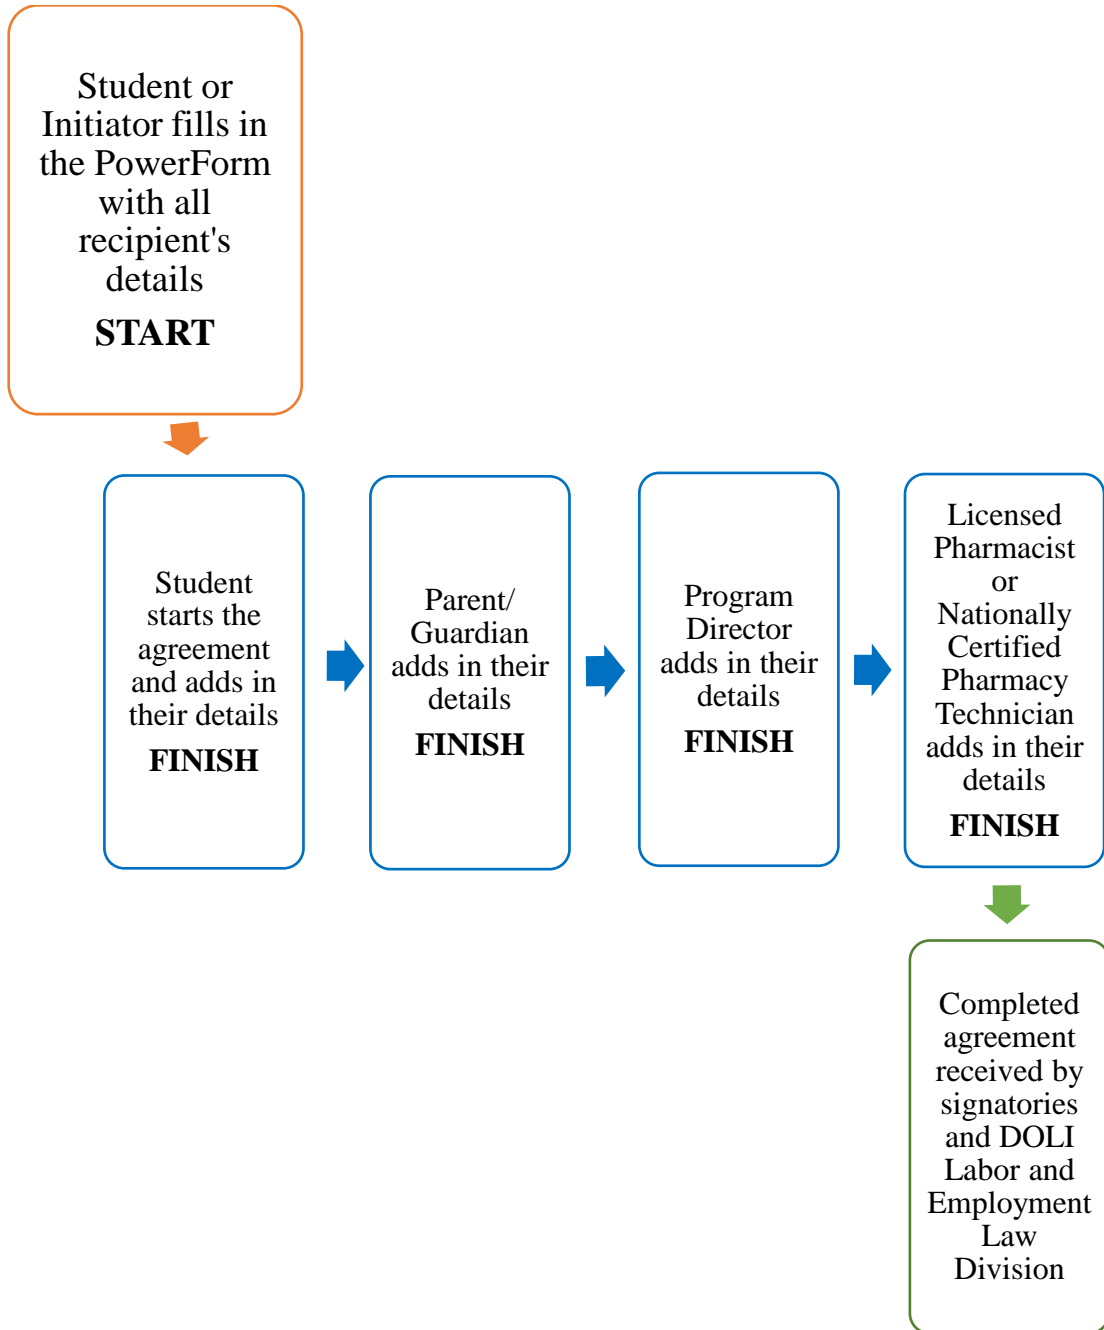 Student or
Initiator fills in
the PowerForm
with all
recipient's
details
START
Student
starts the
agreement
and adds in
their details
FINISH
Parent/
Guardian
adds in their
details
FINISH
Program
Director
adds in their
details
FINISH
Licensed
Pharmacist
or
Nationally
Certified
Pharmacy
Technician
adds in their
details
FINISH
Completed
agreement
received by
signatories
and DOLI
Labor and
Employment
Law
Division